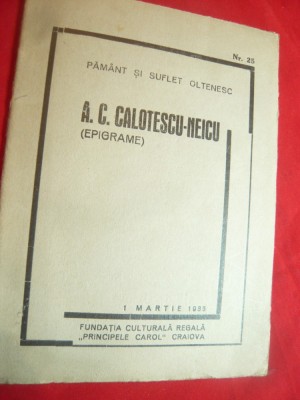 Nr. 25
PĂMÂNT ȘI SUFLET OLTENESC
A. C. CALOTESCU-NEICU
(EPIGRAME)
1 MARTIE
FUNDAȚIA CULTURALĂ REGALĂ
„PRINCIPELE CAROL” CRAIOVA